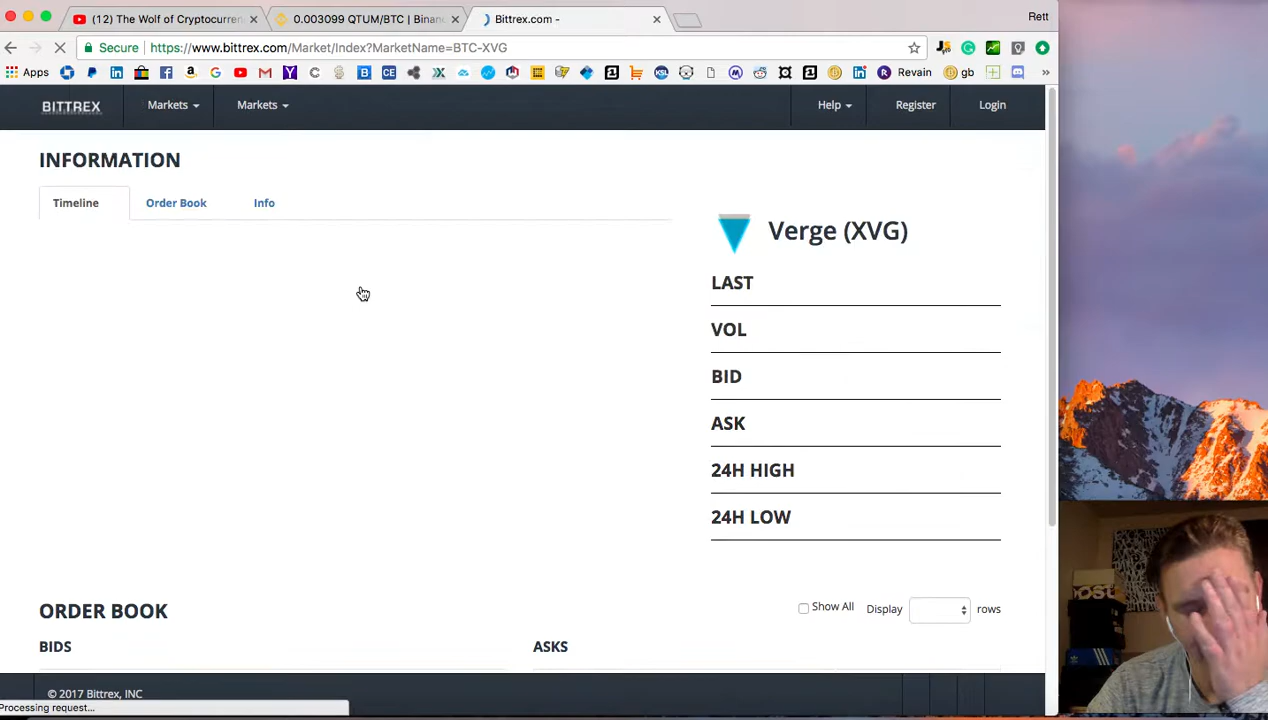 (12) The Wolf of Cryptocurren
0.003099 QTUM/BTC | Binanc
Bittrex.com -
Rett
Secure https://www.bittrex.com/Market/Index?MarketName=BTC-XVG
Apps
Revain
gb
BITTREX
Markets
Markets
Help
Register
Login
INFORMATION
Timeline
Order Book
Info
Verge (XVG)
LAST
VOL
BID
ASK
24H HIGH
24H LOW
ORDER BOOK
Show All
Display
rows
BIDS
ASKS
© 2017 Bittrex, INC
Processing request...